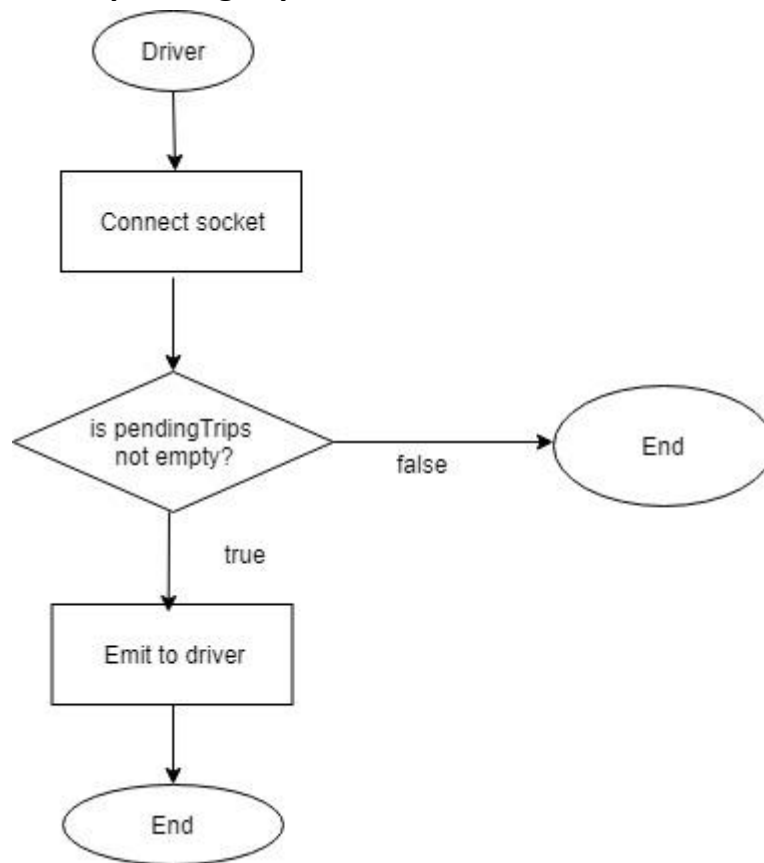 Driver
Connect socket
is pendingTrips
not empty?
false
End
true
Emit to driver
End